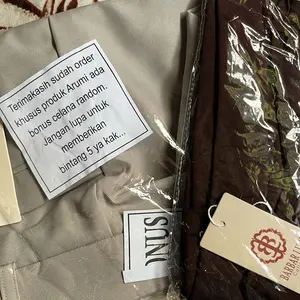 Terimakasih sudah order
khusus produk Arumi ada
bonus celana random.
Jangan lupa untuk
memberikan
bintang 5 ya kak...
INUS
BARBAR